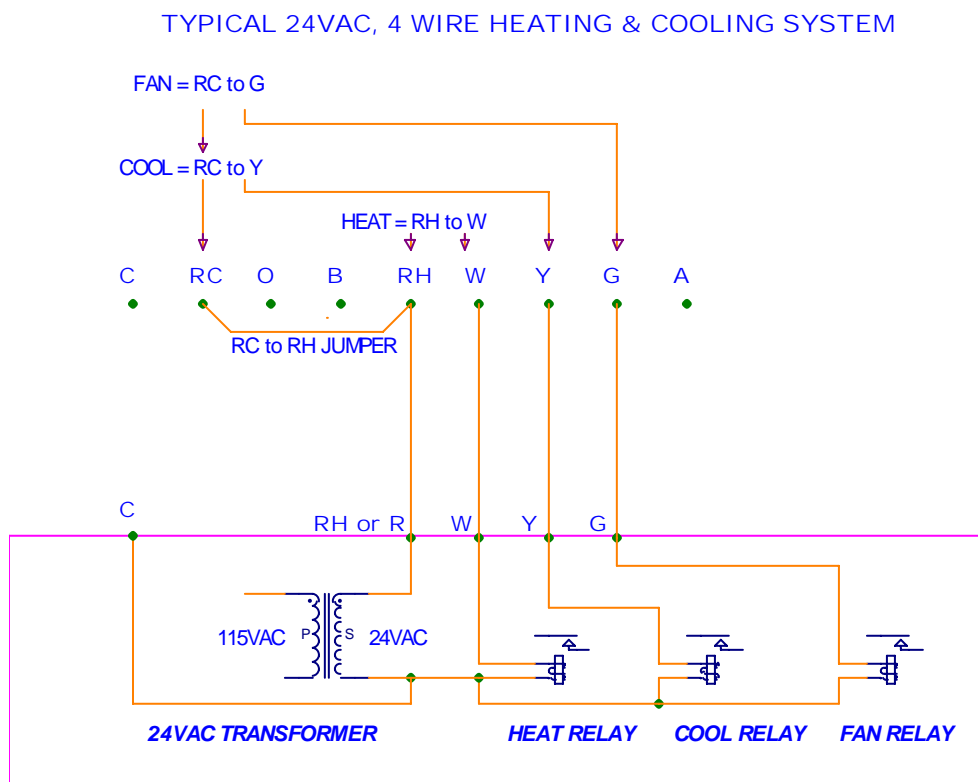 TYPICAL 24VAC, 4 WIRE HEATING & COOLING SYSTEM
FAN = RC to G
COOL = RC to Y
HEAT = RH to W
C RC O B RH W Y G A
RC to RH JUMPER
C RH or R W Y G
115VAC P S 24VAC
24VAC TRANSFORMER HEAT RELAY COOL RELAY FAN RELAY